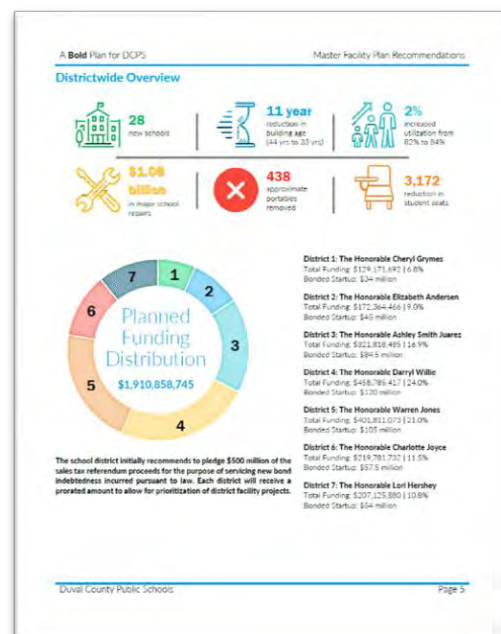 A Bold Plan for DCPS
Master Facility Plan Recommendations
Districtwide Overview
28
new schools
11 year
reduction in
building age
(44 yrs to 33 yrs)
2%
increased
utilization from
82% to 84%
$1.08
billion
in major school
repairs
438
approximate
portables
removed
3,172
reduction in
student seats
1
2
3
4
5
6
7
Planned
Funding
Distribution
$1,910,858,745
District 1: The Honorable Cheryl Grymes
Total Funding: $129,171,692 | 6.8%
Bonded Startup: $34 million
District 2: The Honorable Elizabeth Andersen
Total Funding: $172,364,466 | 9.0%
Bonded Startup: $45 million
District 3: The Honorable Ashley Smith Juarez
Total Funding: $321,818,485 | 16.9%
Bonded Startup: $84.5 million
District 4: The Honorable Darryl Willie
Total Funding: $458,785,417 | 24.0%
Bonded Startup: $120 million
District 5: The Honorable Warren Jones
Total Funding: $401,811,073 | 21.0%
Bonded Startup: $105 million
District 6: The Honorable Charlotte Joyce
Total Funding: $219,781,732 | 11.5%
Bonded Startup: $57.5 million
District 7: The Honorable Lori Hershey
Total Funding: $207,125,880 | 10.8%
Bonded Startup: $54 million
The school district initially recommends to pledge $500 million of the
sales tax referendum proceeds for the purpose of servicing new bond
indebtedness incurred pursuant to law. Each district will receive a
prorated amount to allow for prioritization of district facility projects.
Duval County Public Schools
Page 5